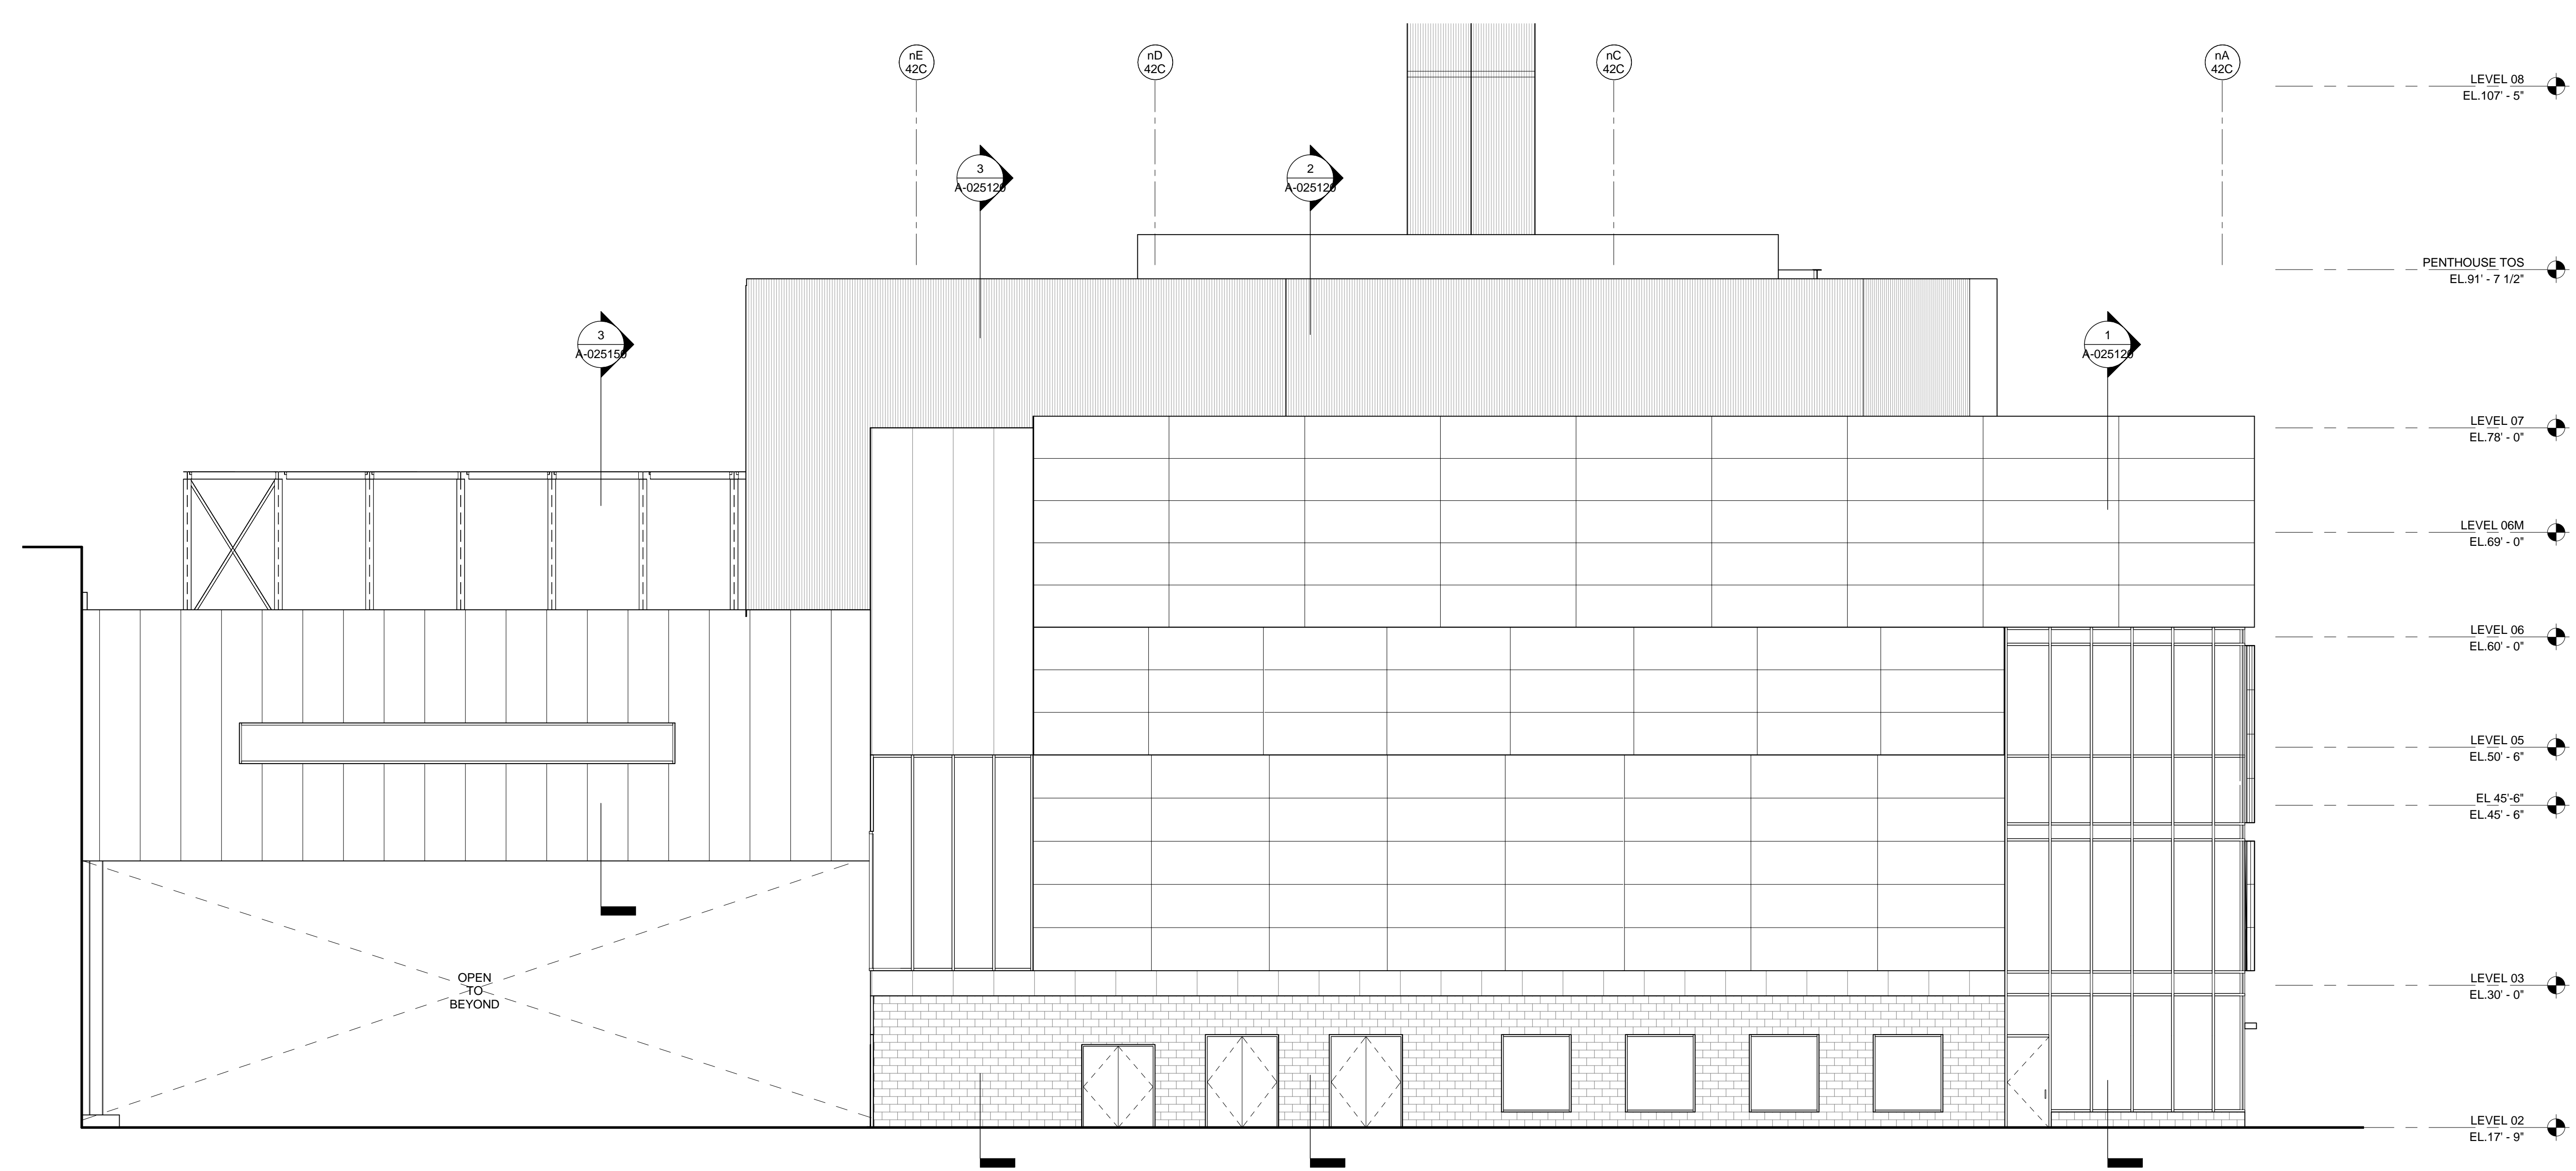 nE
42C
nD
42C
nC
42C
nA
42C
LEVEL 08
EL.107' - 5"
3
A-025120
2
A-025120
PENTHOUSE TOS
EL.91' - 7 1/2"
3
A-025150
1
A-025120
LEVEL 07
EL.78' - 0"
LEVEL 06M
EL.69' - 0"
LEVEL 06
EL.60' - 0"
LEVEL 05
EL.50' - 6"
EL 45'-6"
EL.45' - 6"
OPEN
TO
BEYOND
LEVEL 03
EL.30' - 0"
LEVEL 02
EL.17' - 9"